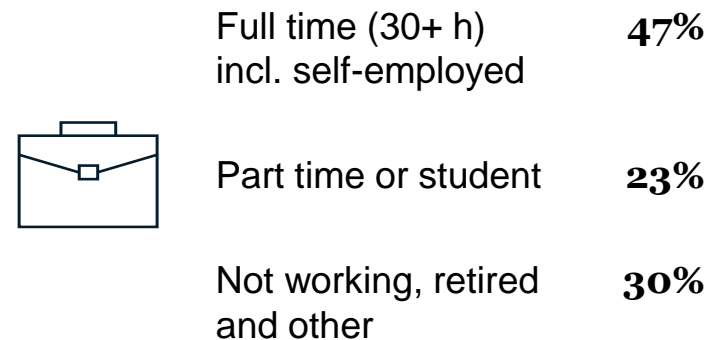 Full time (30+ h) 47%
incl. self-employed
Part time or student 23%
Not working, retired 30%
and other